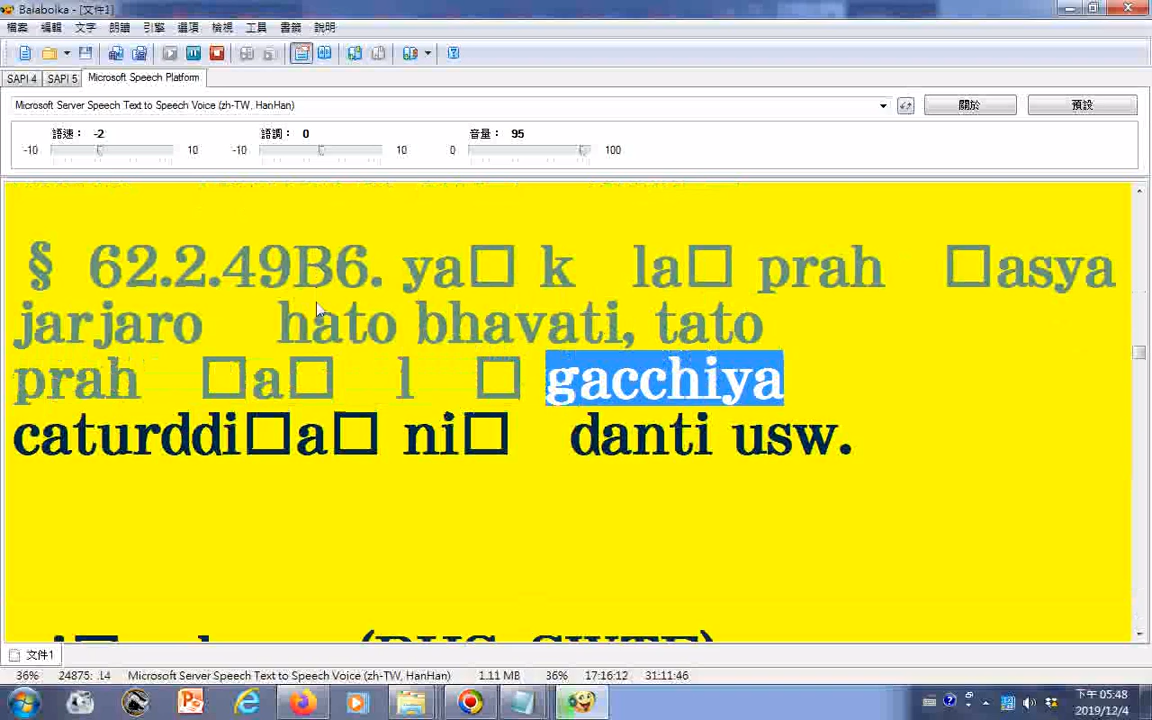 Balabolka - [文件1]
檔案 編輯 文字 朗讀 引擎 選項 檢視 工具 書籤 說明
SAPI 4 SAPI 5 Microsoft Speech Platform
Microsoft Server Speech Text to Speech Voice (zh-TW, HanHan) 關於 預設
語速： -2 語調： 0 音量： 95
-10 10 -10 10 0 100
§ 62.2.49B6. ya□ k la□ prah □asya
jarjaro hato bhavati, tato
prah □a□ l □ gacchiya
caturddi□a□ ni□ danti usw.
文件1
36% 24875: 14 Microsoft Server Speech Text to Speech Voice (zh-TW, HanHan) 1.11 MB 36% 17:16:12 31:11:46
下午 05:48
2019/12/4